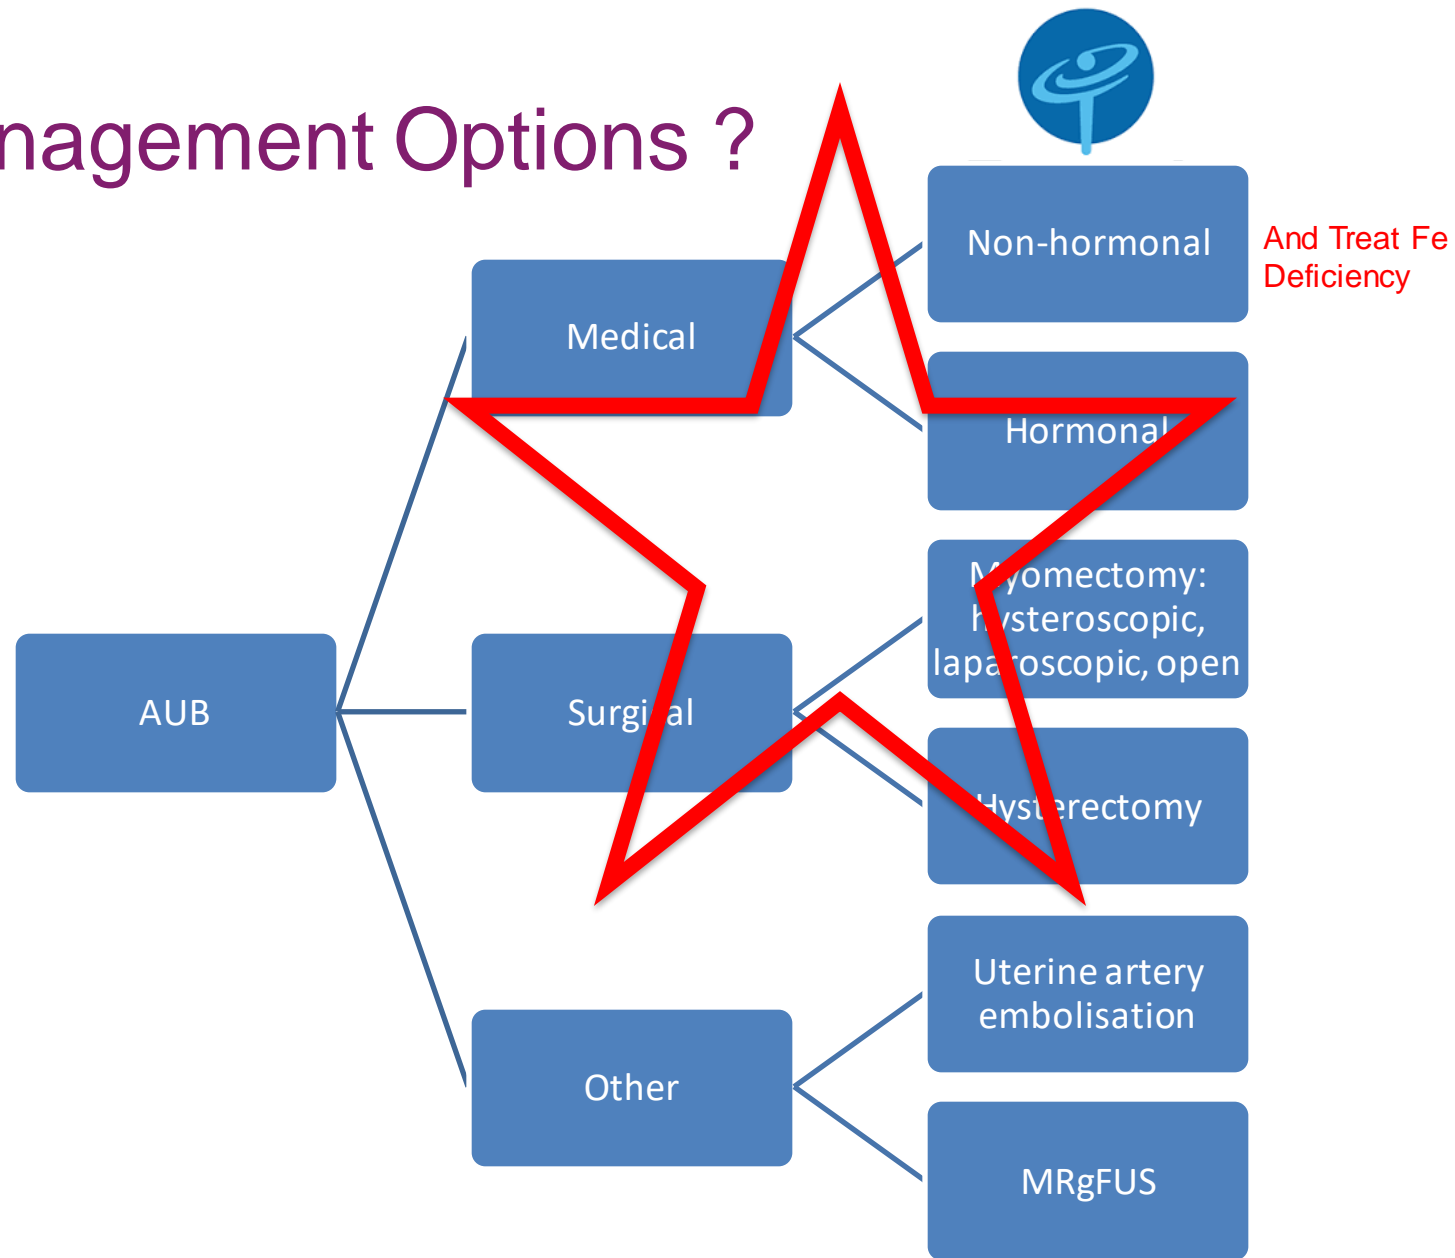 nagement Options ?
Non-hormonal
And Treat Fe
Deficiency
Medical
Hormonal
Myomectomy:
hysteroscopic,
laparoscopic, open
AUB
Surgical
Hysterectomy
Uterine artery
embolisation
Other
MRgFUS